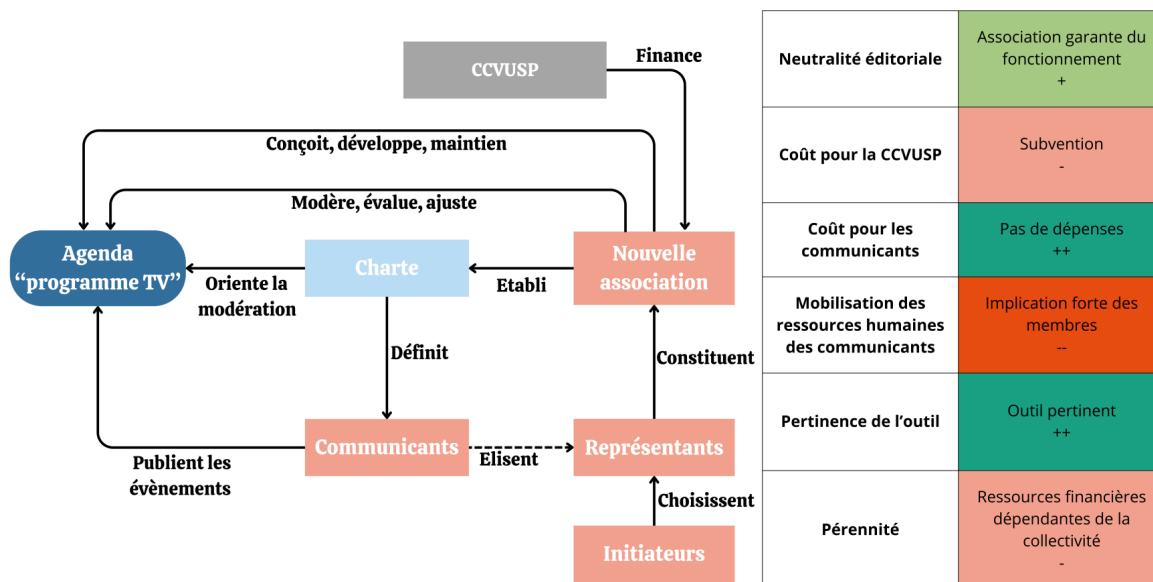 CCVUSP
Finance
Conçoit, développe, maintien
Modère, évalue, ajuste
Agenda
“programme TV”
Oriente la
modération
Charte
Etabli
Nouvelle
association
Définit
Constituent
Communicants
Elisent
Représentants
Publient les
évènements
Choisissent
Initiateurs
Neutralité éditoriale
Association garante du
fonctionnement
+
Coût pour la CCVUSP
Subvention
-
Coût pour les
communicants
Pas de dépenses
++
Mobilisation des
ressources humaines
des communicants
Implication forte des
membres
--
Pertinence de l’outil
Outil pertinent
++
Pérennité
Ressources financières
dépendantes de la
collectivité
-